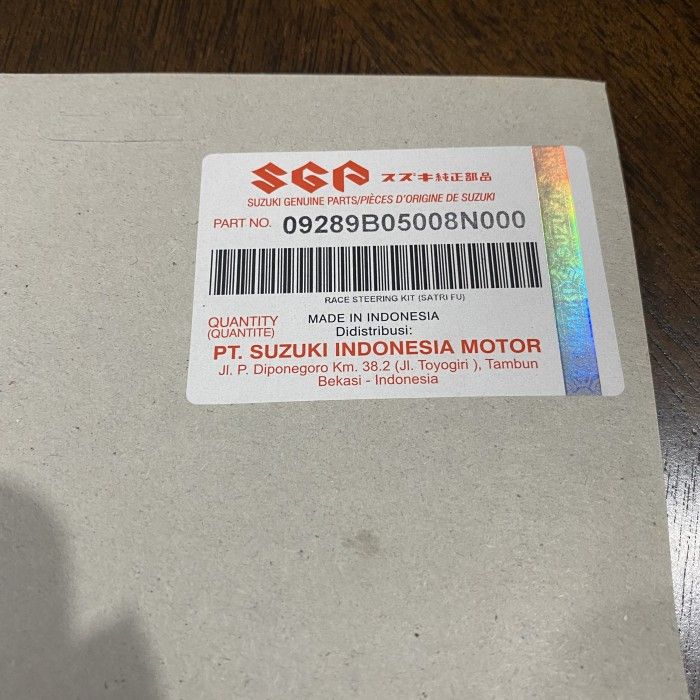 SGP スズキ純正部品
SUZUKI GENUINE PARTS/PIÈCES D'ORIGINE DE SUZUKI
PART NO. 09289B05008N000
RACE STEERING KIT (SATRI FU)
QUANTITY
(QUANTITE)
MADE IN INDONESIA
Didistribusi:
PT. SUZUKI INDONESIA MOTOR
Jl. P. Diponegoro Km. 38.2 (Jl. Toyogiri ), Tambun
Bekasi - Indonesia
SUZUKI